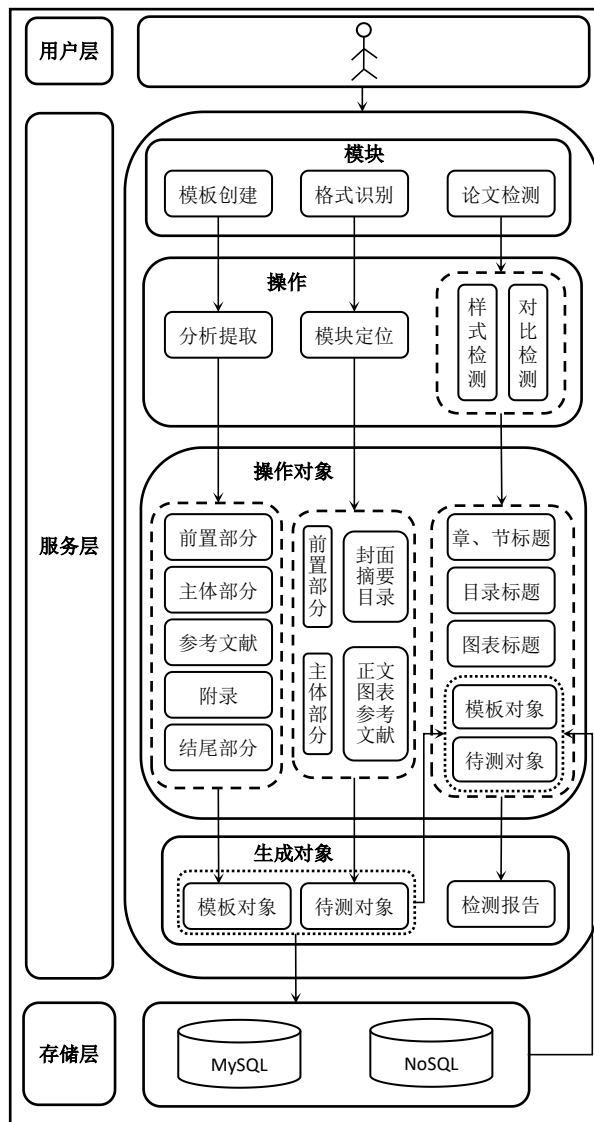 用户层
服务层
模块
模板创建
格式识别
论文检测
操作
分析提取
模块定位
样式检测
对比检测
操作对象
前置部分
主体部分
参考文献
附录
结尾部分
前置部分
封面
摘要
目录
主体部分
正文
图表
参考
文献
章、节标题
目录标题
图表标题
模板对象
待测对象
生成对象
模板对象
待测对象
检测报告
存储层
MySQL
NoSQL